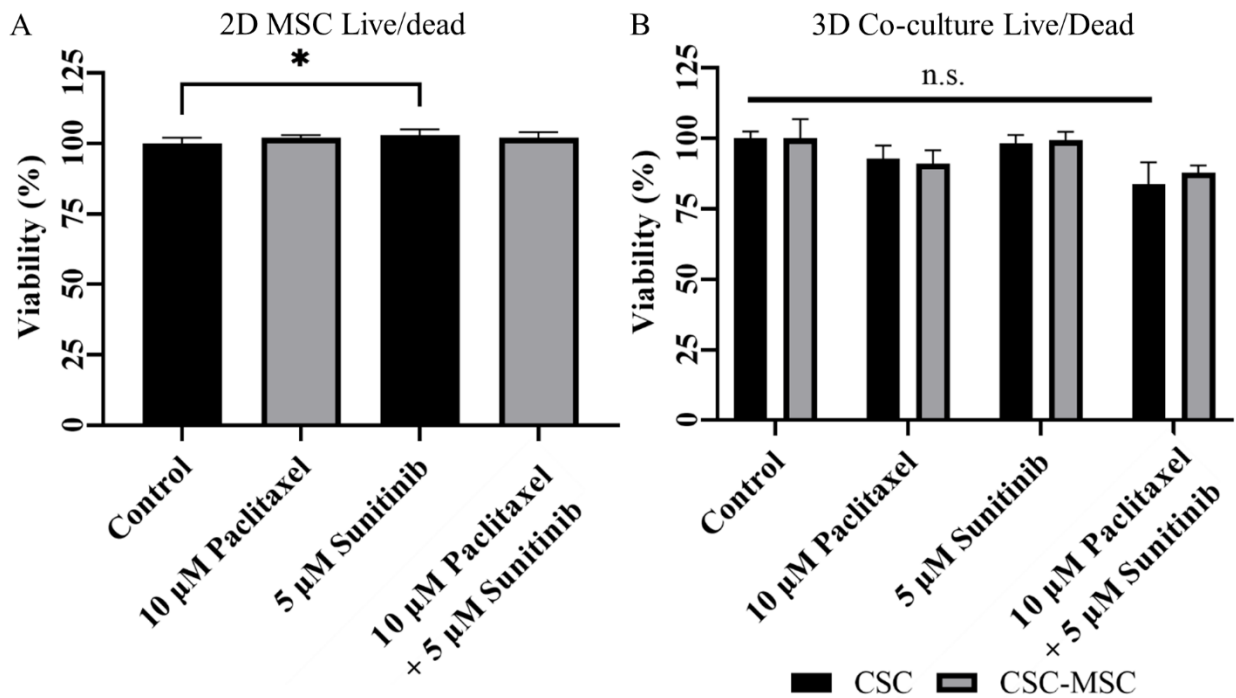 A
2D MSC Live/dead
Viability (%)
125
100
75
50
25
0
*
Control
10 µM Paclitaxel
5 µM Sunitinib
10 µM Paclitaxel
+ 5 µM Sunitinib
B
3D Co-culture Live/Dead
Viability (%)
125
100
75
50
25
0
n.s.
Control
10 µM Paclitaxel
5 µM Sunitinib
10 µM Paclitaxel
+ 5 µM Sunitinib
CSC
CSC-MSC